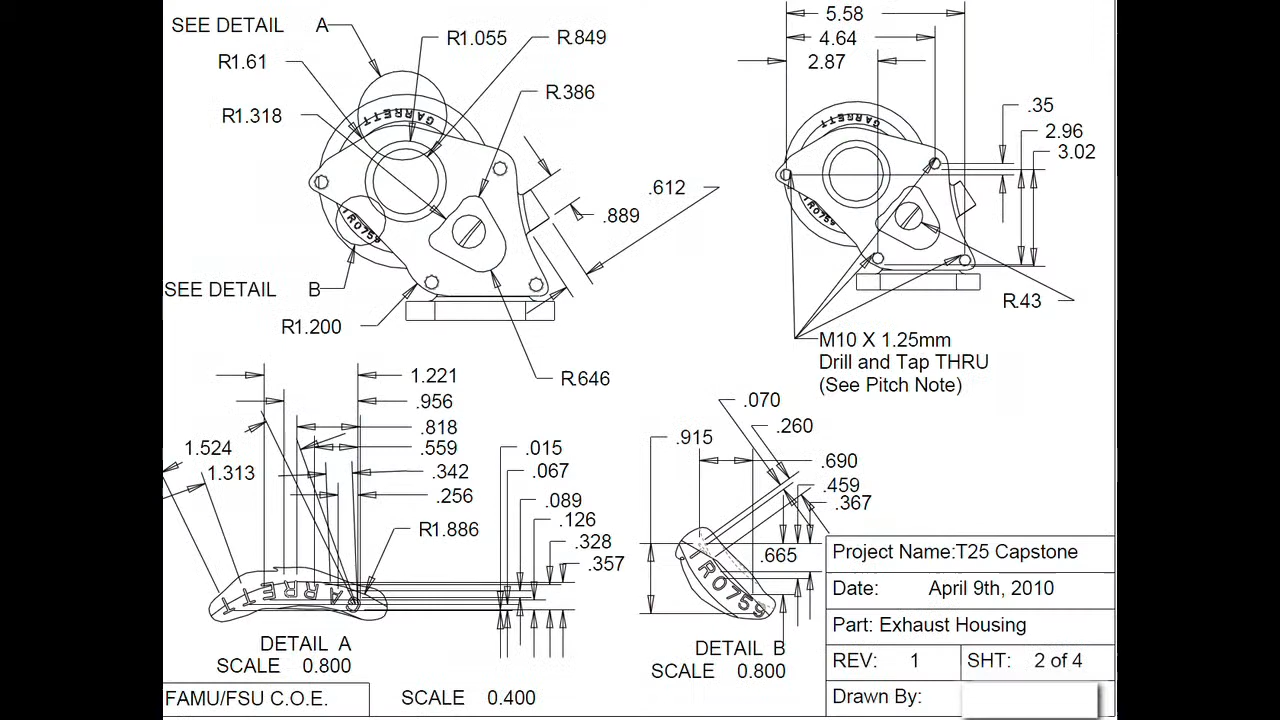 SEE DETAIL A
R1.055
R.849
R1.61
R.386
R1.318
GARRETT
.612
.889
TR0759
SEE DETAIL B
R1.200
R.646
5.58
4.64
2.87
.35
2.96
3.02
GARRETT
TR0759
R.43
M10 X 1.25mm
Drill and Tap THRU
(See Pitch Note)
1.221
.956
.818
.559
1.524
1.313
.342
.256
.015
.067
.089
.126
.328
.357
R1.886
GARRETT
DETAIL A
SCALE 0.800
.070
.260
.915
.690
.459
.367
.665
TR0759
DETAIL B
SCALE 0.800
FAMU/FSU C.O.E.
SCALE 0.400
Project Name:T25 Capstone
Date: April 9th, 2010
Part: Exhaust Housing
REV: 1
SHT: 2 of 4
Drawn By: